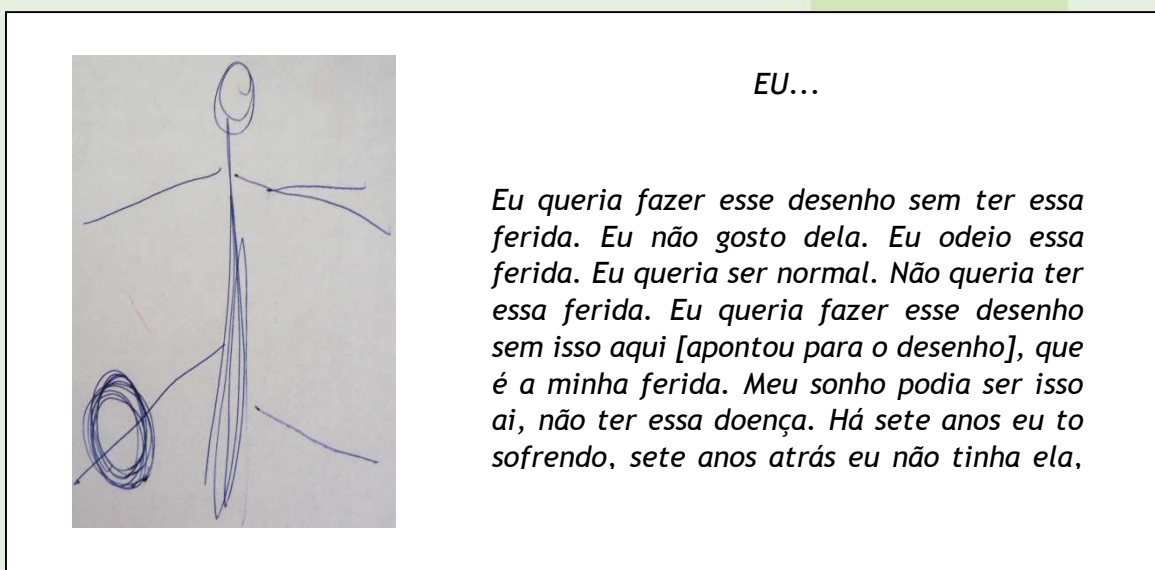 EU...
Eu queria fazer esse desenho sem ter essa
ferida. Eu não gosto dela. Eu odeio essa
ferida. Eu queria ser normal. Não queria ter
essa ferida. Eu queria fazer esse desenho
sem isso aqui [apontou para o desenho], que
é a minha ferida. Meu sonho podia ser isso
ai, não ter essa doença. Há sete anos eu to
sofrendo, sete anos atrás eu não tinha ela,